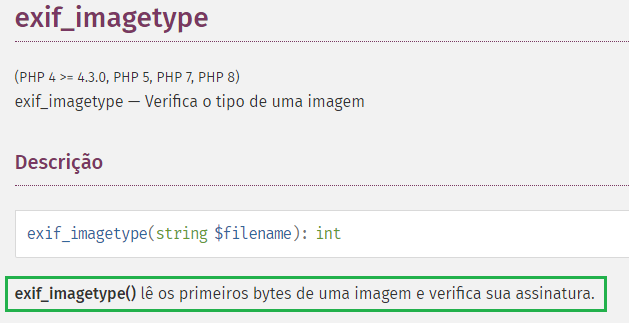 exif_imagetype
(PHP 4 >= 4.3.0, PHP 5, PHP 7, PHP 8)
exif_imagetype — Verifica o tipo de uma imagem
Descrição
exif_imagetype(string $filename): int
exif_imagetype() lê os primeiros bytes de uma imagem e verifica sua assinatura.